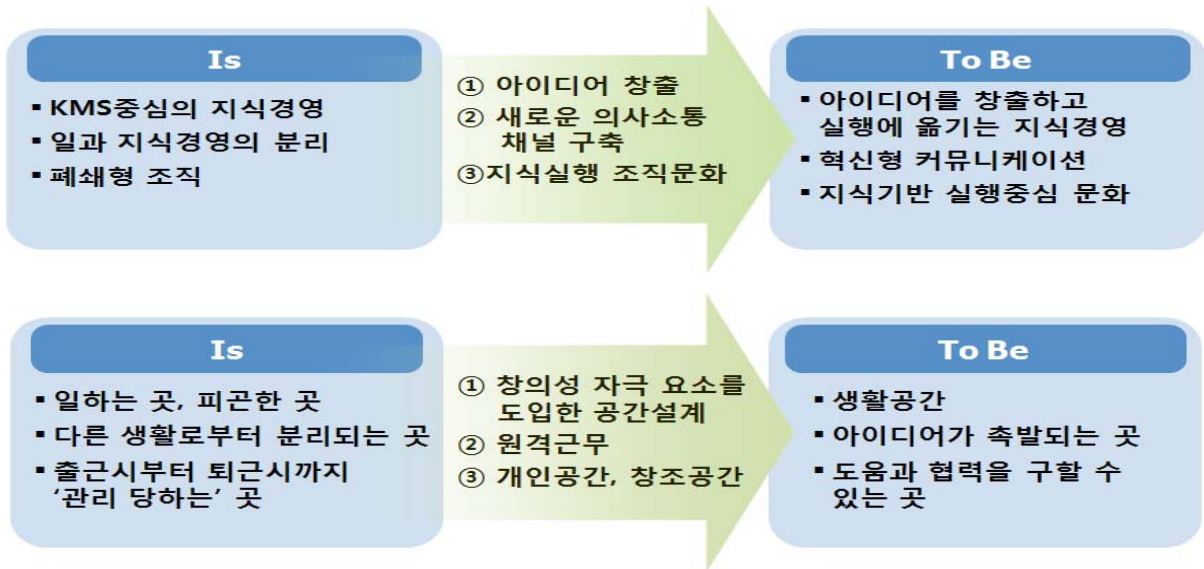 Is
▪ KMS중심의 지식경영
▪ 일과 지식경영의 분리
▪ 폐쇄형 조직
① 아이디어 창출
② 새로운 의사소통
채널 구축
③지식실행 조직문화
To Be
▪ 아이디어를 창출하고
실행에 옮기는 지식경영
▪ 혁신형 커뮤니케이션
▪ 지식기반 실행중심 문화
Is
▪ 일하는 곳, 피곤한 곳
▪ 다른 생활로부터 분리되는 곳
▪ 출근시부터 퇴근시까지
‘관리 당하는’ 곳
① 창의성 자극 요소를
도입한 공간설계
② 원격근무
③ 개인공간, 창조공간
To Be
▪ 생활공간
▪ 아이디어가 촉발되는 곳
▪ 도움과 협력을 구할 수
있는 곳